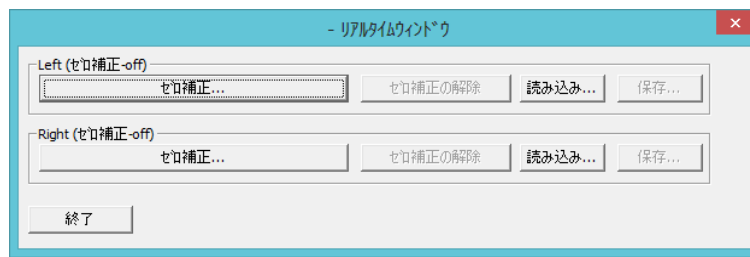 - リアルタイムウィンドウ
Left (ゼロ補正-off)
ゼロ補正... ゼロ補正の解除 読み込み... 保存...
Right (ゼロ補正-off)
ゼロ補正... ゼロ補正の解除 読み込み... 保存...
終了